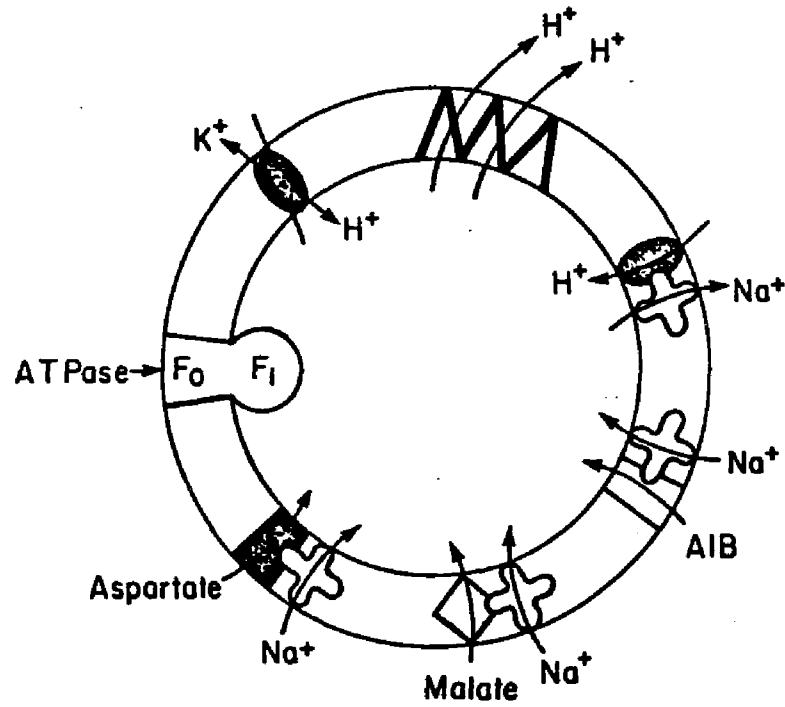 H⁺
H⁺
K⁺
H⁺
H⁺
Na⁺
ATPase
F₀
F₁
Na⁺
AIB
Aspartate
Na⁺
Na⁺
Malate